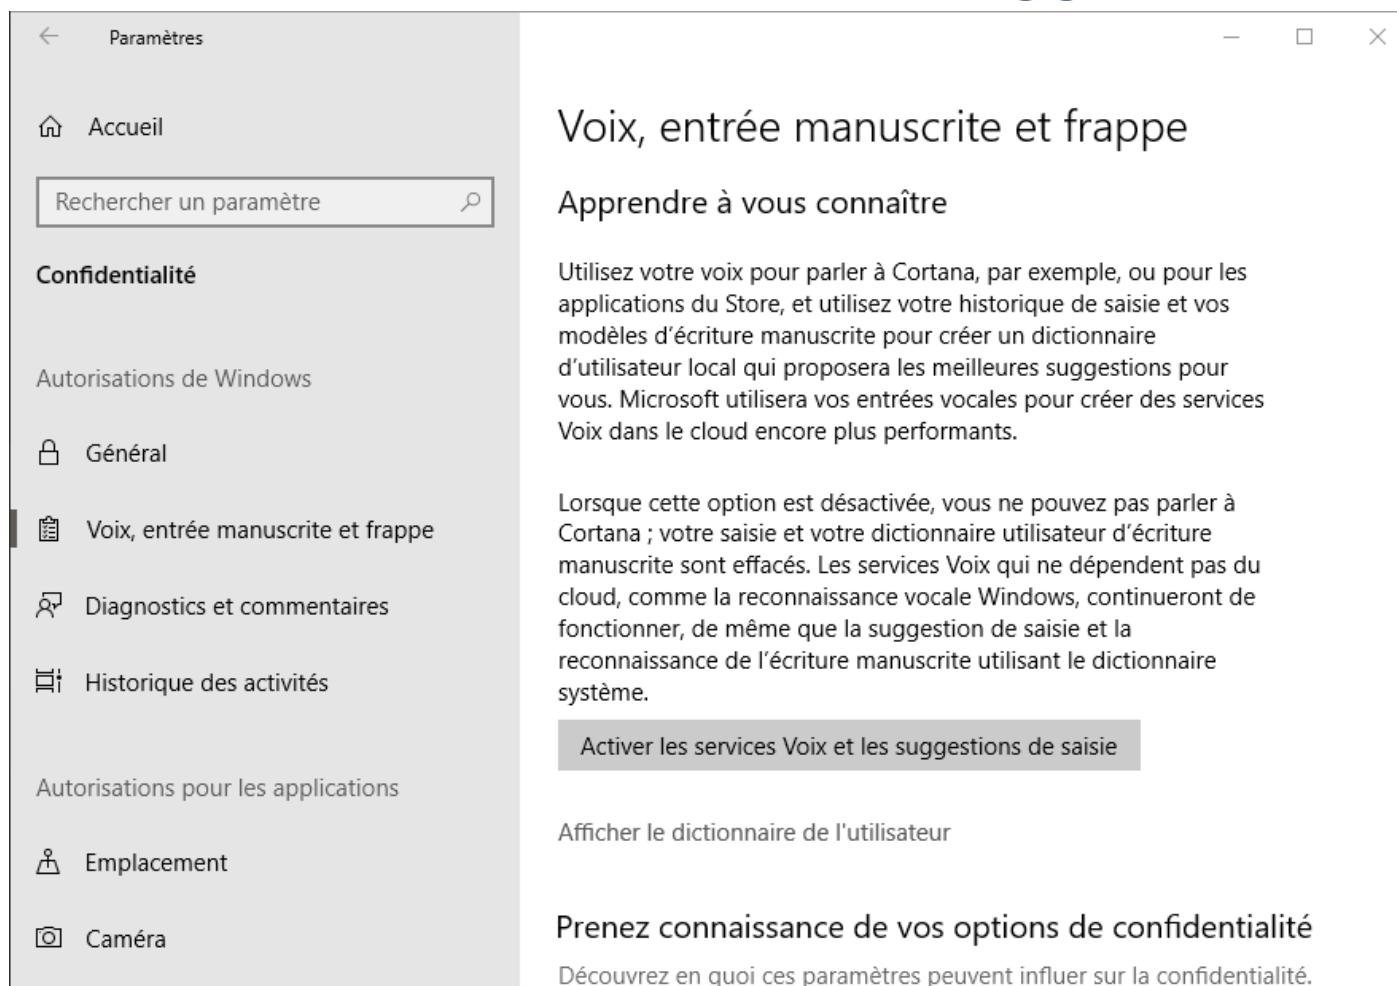 Paramètres
Accueil
Rechercher un paramètre
Confidentialité
Autorisations de Windows
Général
Voix, entrée manuscrite et frappe
Diagnostics et commentaires
Historique des activités
Autorisations pour les applications
Emplacement
Caméra
Voix, entrée manuscrite et frappe
Apprendre à vous connaître
Utilisez votre voix pour parler à Cortana, par exemple, ou pour les
applications du Store, et utilisez votre historique de saisie et vos
modèles d’écriture manuscrite pour créer un dictionnaire
d’utilisateur local qui proposera les meilleures suggestions pour
vous. Microsoft utilisera vos entrées vocales pour créer des services
Voix dans le cloud encore plus performants.
Lorsque cette option est désactivée, vous ne pouvez pas parler à
Cortana ; votre saisie et votre dictionnaire utilisateur d’écriture
manuscrite sont effacés. Les services Voix qui ne dépendent pas du
cloud, comme la reconnaissance vocale Windows, continueront de
fonctionner, de même que la suggestion de saisie et la
reconnaissance de l’écriture manuscrite utilisant le dictionnaire
système.
Activer les services Voix et les suggestions de saisie
Afficher le dictionnaire de l'utilisateur
Prenez connaissance de vos options de confidentialité
Découvrez en quoi ces paramètres peuvent influer sur la confidentialité.